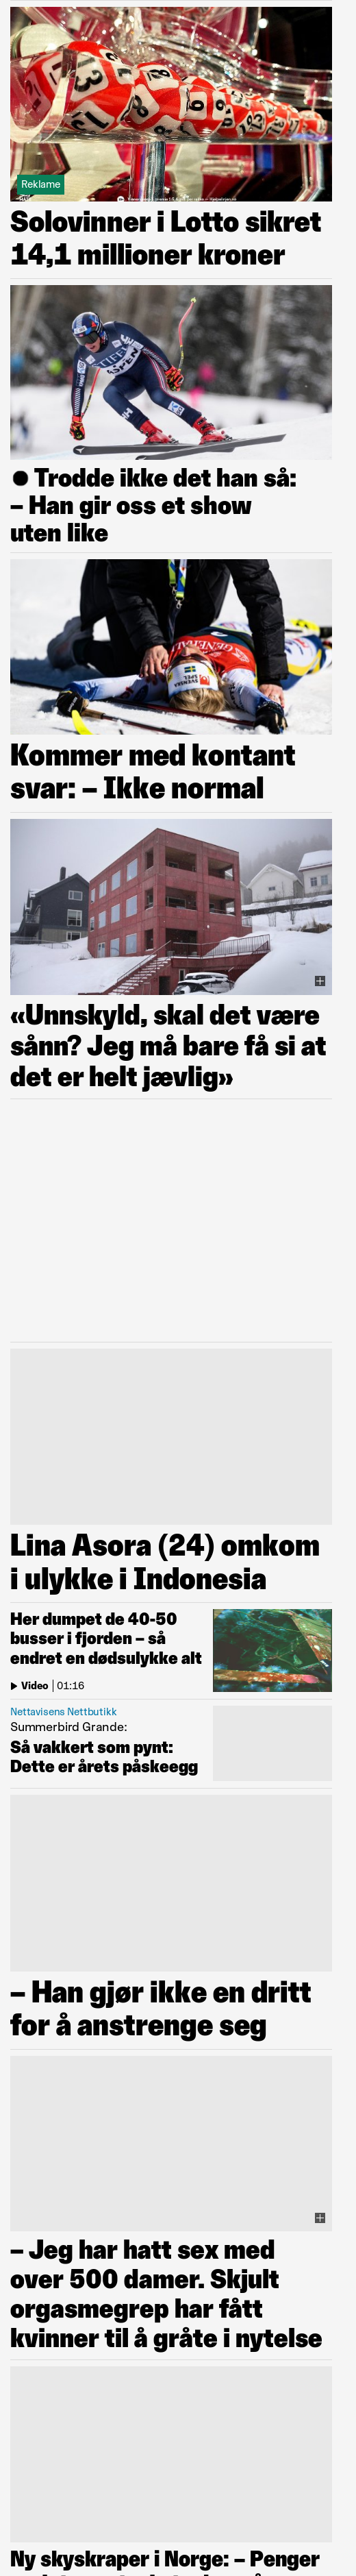 Reklame
Solovinner i Lotto sikret
14,1 millioner kroner
Trodde ikke det han så:
– Han gir oss et show
uten like
Kommer med kontant
svar: – Ikke normal
«Unnskyld, skal det være
sånn? Jeg må bare få si at
det er helt jævlig»
Lina Asora (24) omkom
i ulykke i Indonesia
Her dumpet de 40-50
busser i fjorden – så
endret en dødsulykke alt
Video | 01:16
Nettavisens Nettbutikk
Summerbird Grande:
Så vakkert som pynt:
Dette er årets påskeegg
– Han gjør ikke en dritt
for å anstrenge seg
– Jeg har hatt sex med
over 500 damer. Skjult
orgasmegrep har fått
kvinner til å gråte i nytelse
Ny skyskraper i Norge: – Penger